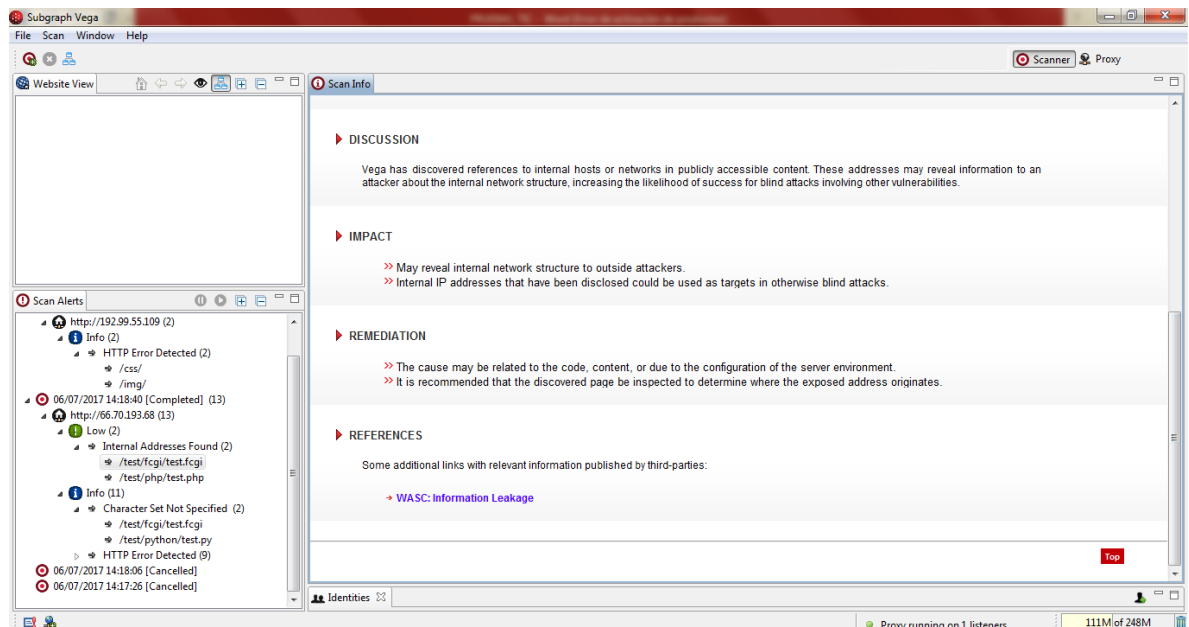 Subgraph Vega
File Scan Window Help
Scanner Proxy
Website View
Scan Info
DISCUSSION
Vega has discovered references to internal hosts or networks in publicly accessible content. These addresses may reveal information to an
attacker about the internal network structure, increasing the likelihood of success for blind attacks involving other vulnerabilities.
IMPACT
>> May reveal internal network structure to outside attackers.
>> Internal IP addresses that have been disclosed could be used as targets in otherwise blind attacks.
REMEDIATION
>> The cause may be related to the code, content, or due to the configuration of the server environment.
>> It is recommended that the discovered page be inspected to determine where the exposed address originates.
REFERENCES
Some additional links with relevant information published by third-parties:
WASC: Information Leakage
Top
Scan Alerts
http://192.99.55.109 (2)
Info (2)
HTTP Error Detected (2)
/css/
/img/
06/07/2017 14:18:40 [Completed] (13)
http://66.70.193.68 (13)
Low (2)
Internal Addresses Found (2)
/test/fcgi/test.fcgi
/test/php/test.php
Info (11)
Character Set Not Specified (2)
/test/fcgi/test.fcgi
/test/python/test.py
HTTP Error Detected (9)
06/07/2017 14:18:06 [Cancelled]
06/07/2017 14:17:26 [Cancelled]
Identities
Proxy running on 1 listeners
111M of 248M